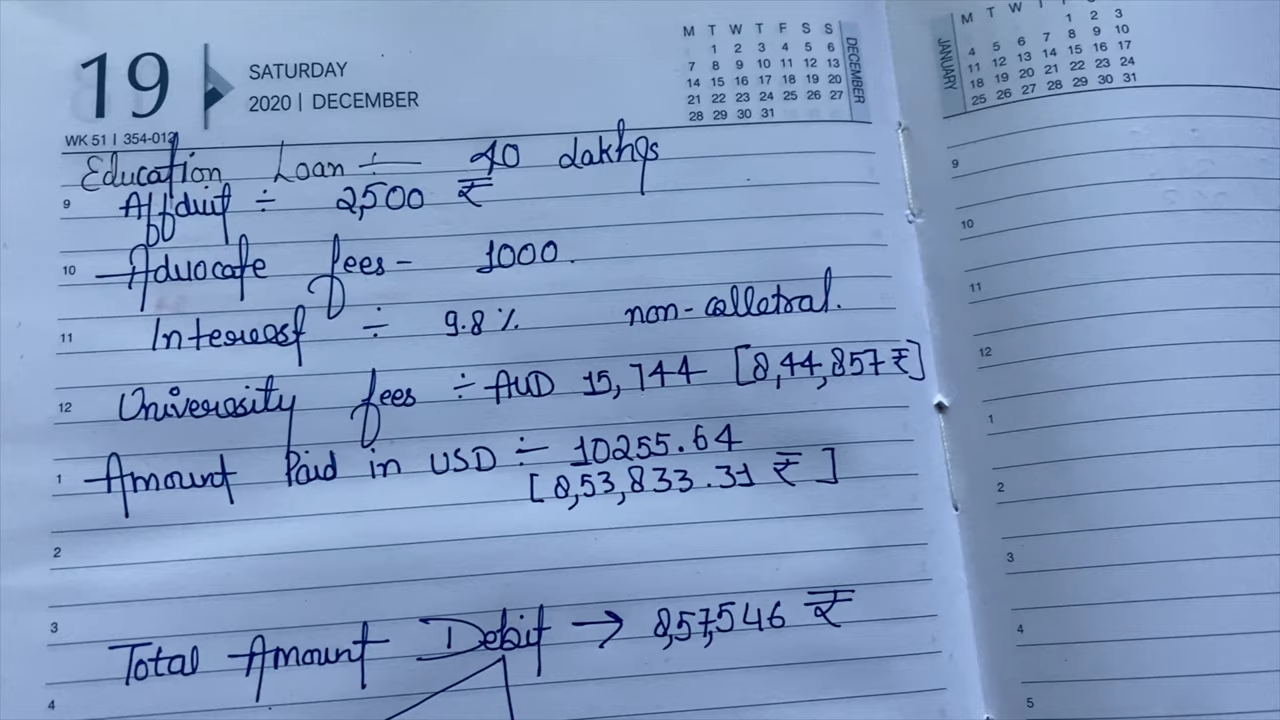 19
SATURDAY
2020 | DECEMBER
WK 51 | 354-012
M T W T F S S
1 2 3 4 5 6
7 8 9 10 11 12 13
14 15 16 17 18 19 20
21 22 23 24 25 26 27
28 29 30 31
DECEMBER
Education Loan ÷ 40 Lakhs
9 Affduit ÷ 2,500 ₹
10 Advocate fees - 1000.
11 Interest ÷ 9.8% non-colletral.
12 University fees ÷ AUD 15,744 [8,44,857 ₹]
1 Amount Paid in USD ÷ 10255.64
[8,53,833.31 ₹]
2
3 Total Amount Debit → 8,57,546 ₹
4
JANUARY
M T W T
1 2 3
4 5 6 7 8 9 10
11 12 13 14 15 16 17
18 19 20 21 22 23 24
25 26 27 28 29 30 31
9
10
11
12
1
2
3
4
5